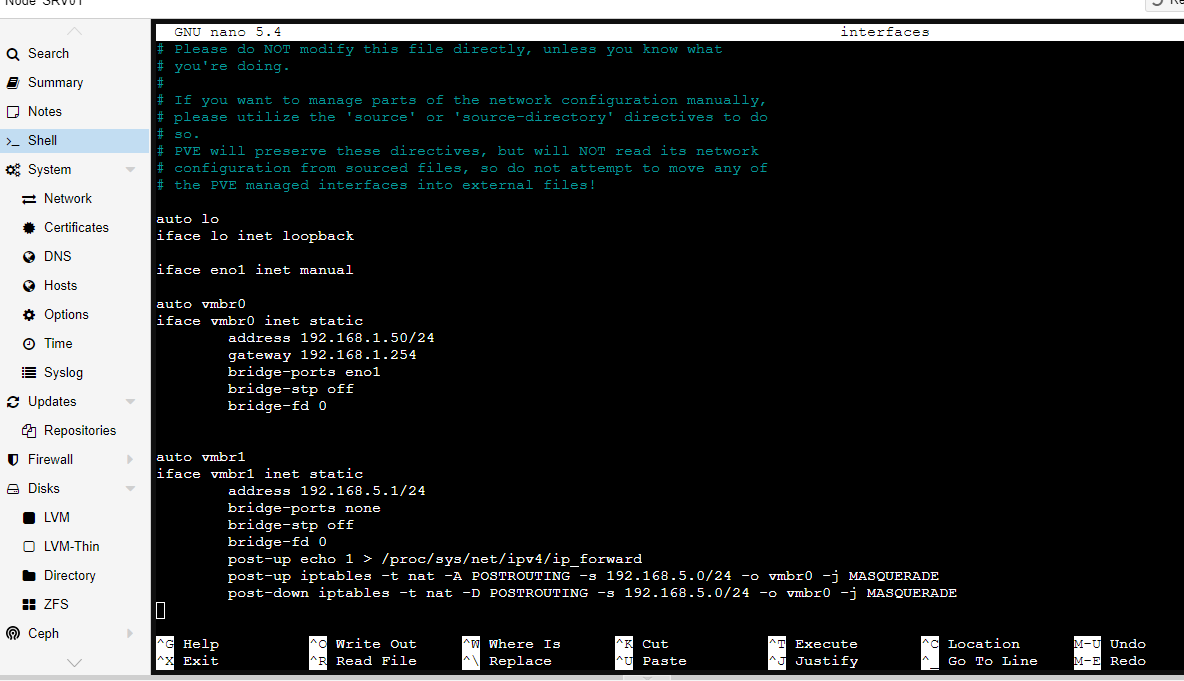 Node 'SRV01'
Re
Search
Summary
Notes
Shell
System
Network
Certificates
DNS
Hosts
Options
Time
Syslog
Updates
Repositories
Firewall
Disks
LVM
LVM-Thin
Directory
ZFS
Ceph
GNU nano 5.4 interfaces
# Please do NOT modify this file directly, unless you know what
# you're doing.
#
# If you want to manage parts of the network configuration manually,
# please utilize the 'source' or 'source-directory' directives to do
# so.
# PVE will preserve these directives, but will NOT read its network
# configuration from sourced files, so do not attempt to move any of
# the PVE managed interfaces into external files!
auto lo
iface lo inet loopback
iface eno1 inet manual
auto vmbr0
iface vmbr0 inet static
address 192.168.1.50/24
gateway 192.168.1.254
bridge-ports eno1
bridge-stp off
bridge-fd 0
auto vmbr1
iface vmbr1 inet static
address 192.168.5.1/24
bridge-ports none
bridge-stp off
bridge-fd 0
post-up echo 1 > /proc/sys/net/ipv4/ip_forward
post-up iptables -t nat -A POSTROUTING -s 192.168.5.0/24 -o vmbr0 -j MASQUERADE
post-down iptables -t nat -D POSTROUTING -s 192.168.5.0/24 -o vmbr0 -j MASQUERADE
^G Help ^O Write Out ^W Where Is ^K Cut ^T Execute ^C Location M-U Undo
^X Exit ^R Read File ^\ Replace ^U Paste ^J Justify ^_ Go To Line M-E Redo